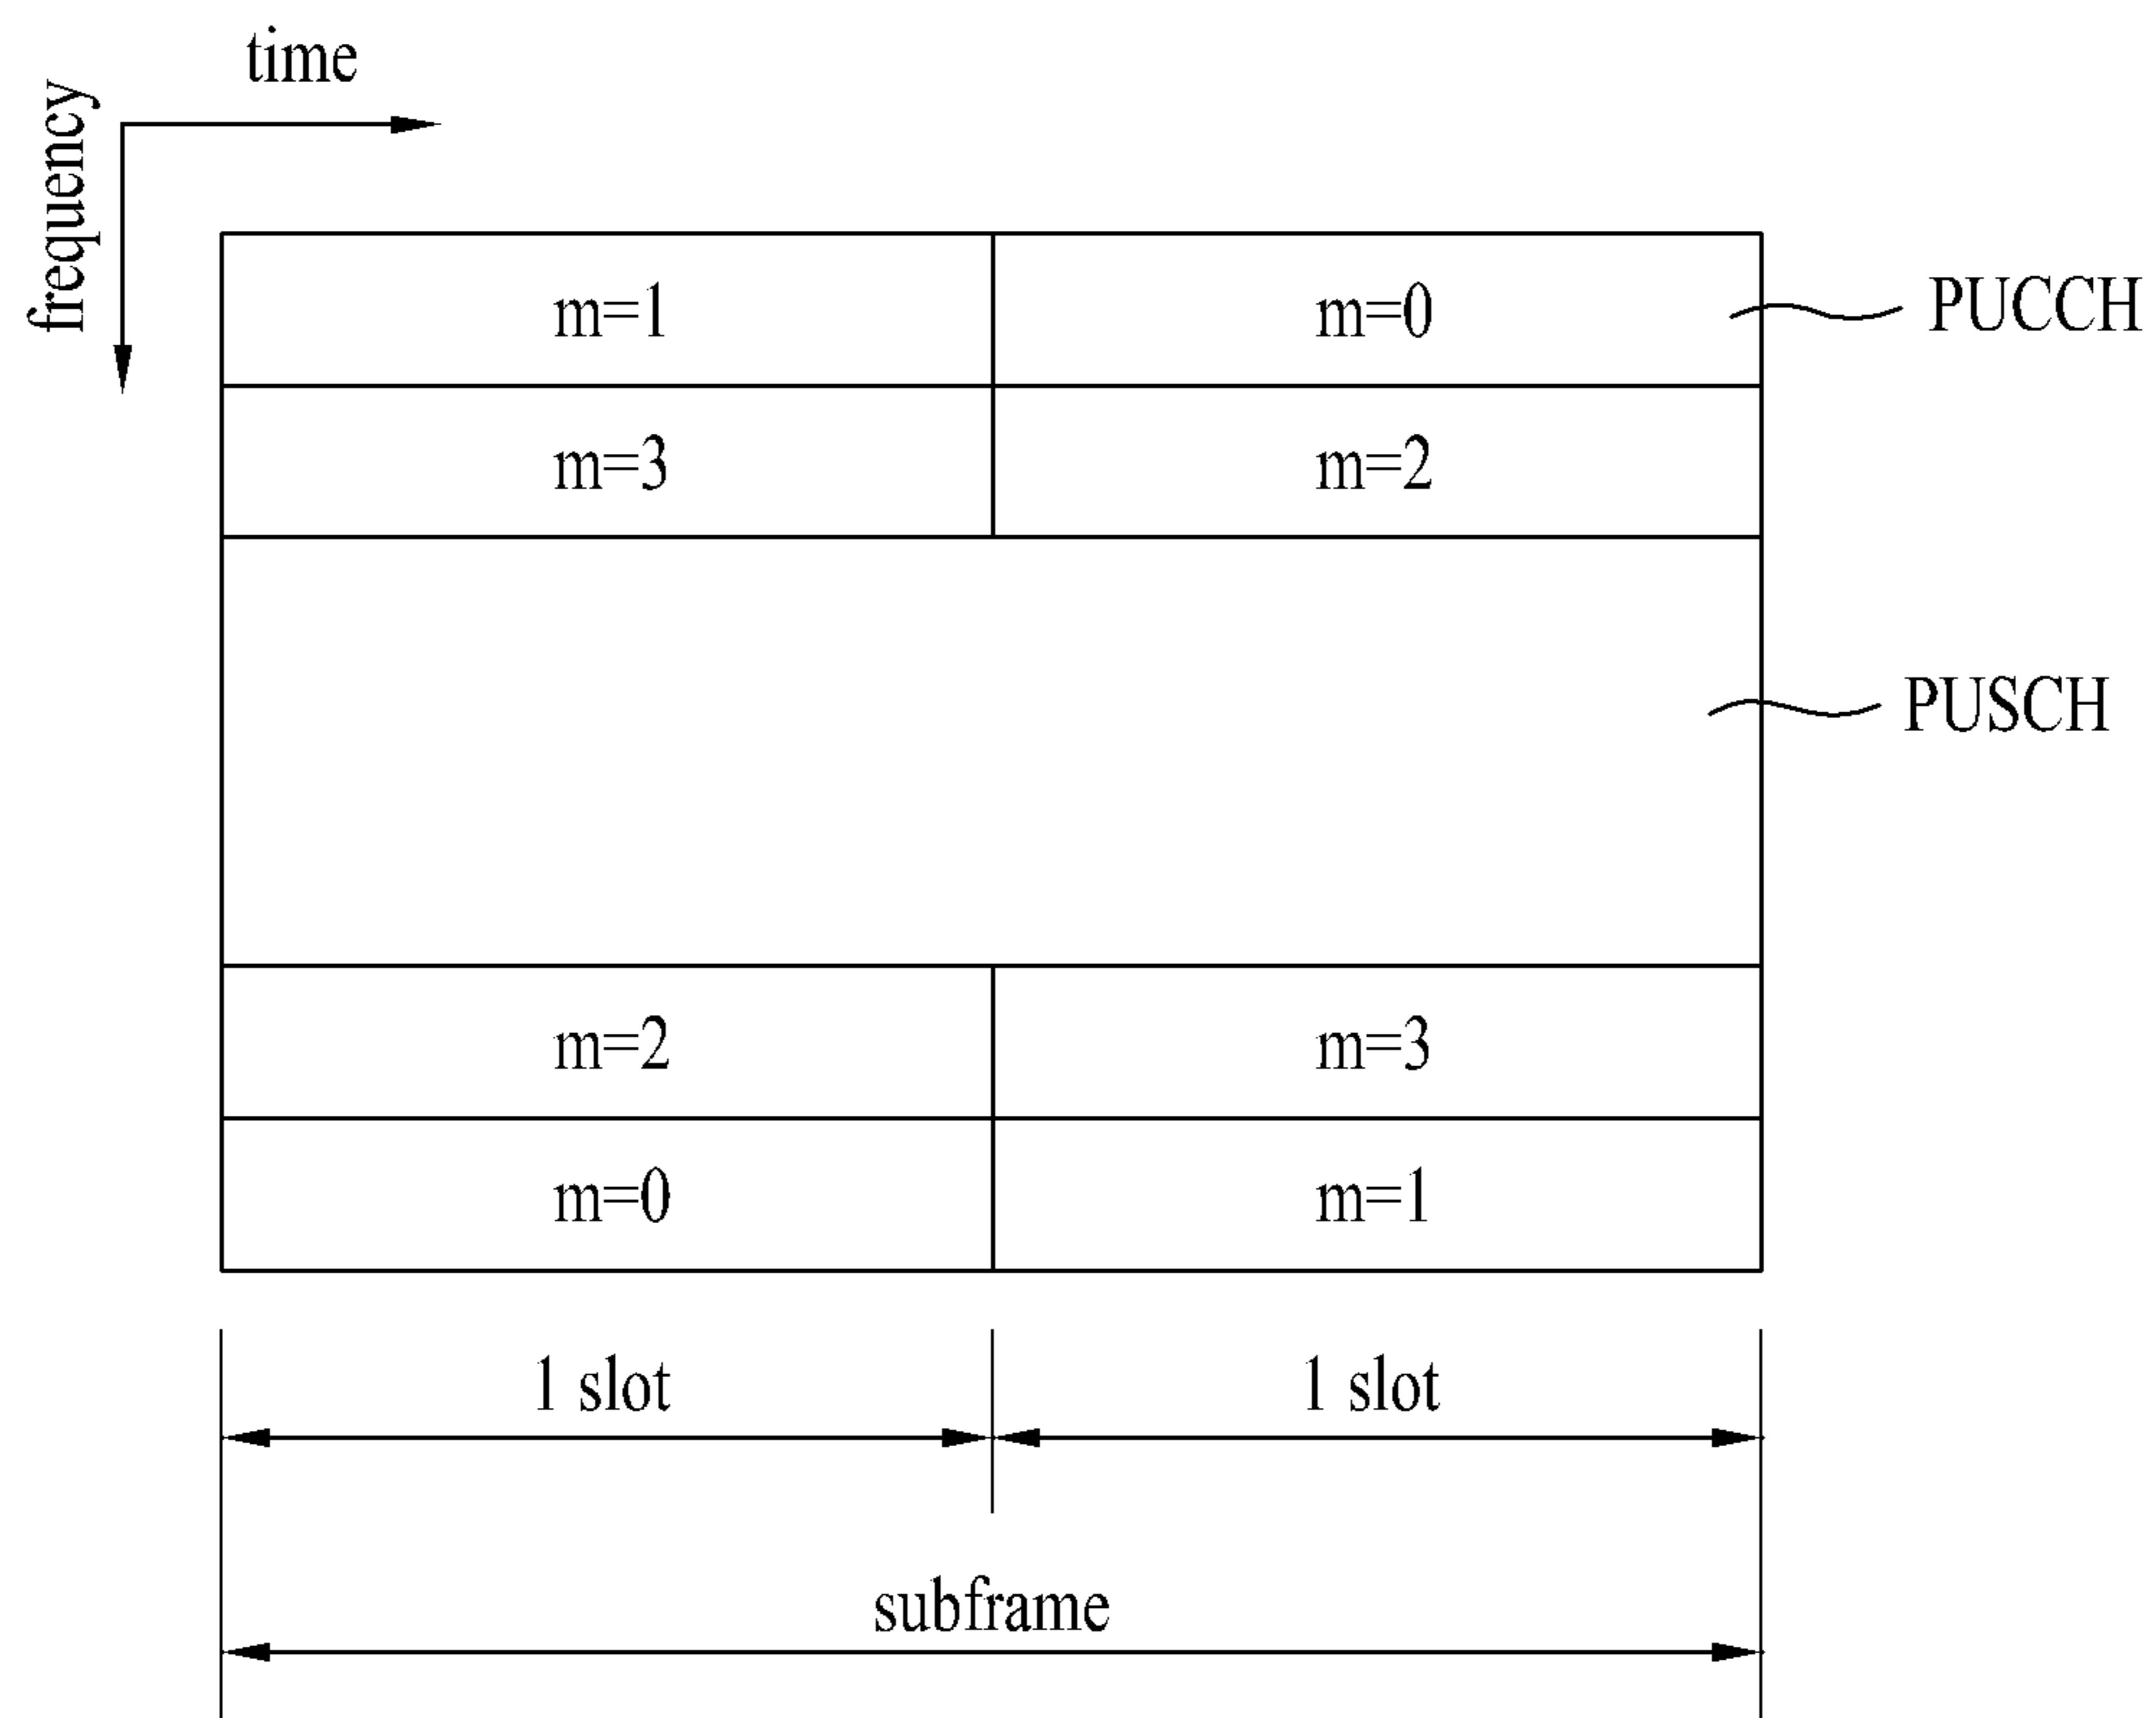 time
frequency
m=1
m=0
PUCCH
m=3
m=2
PUSCH
m=2
m=3
m=0
m=1
1 slot
1 slot
subframe